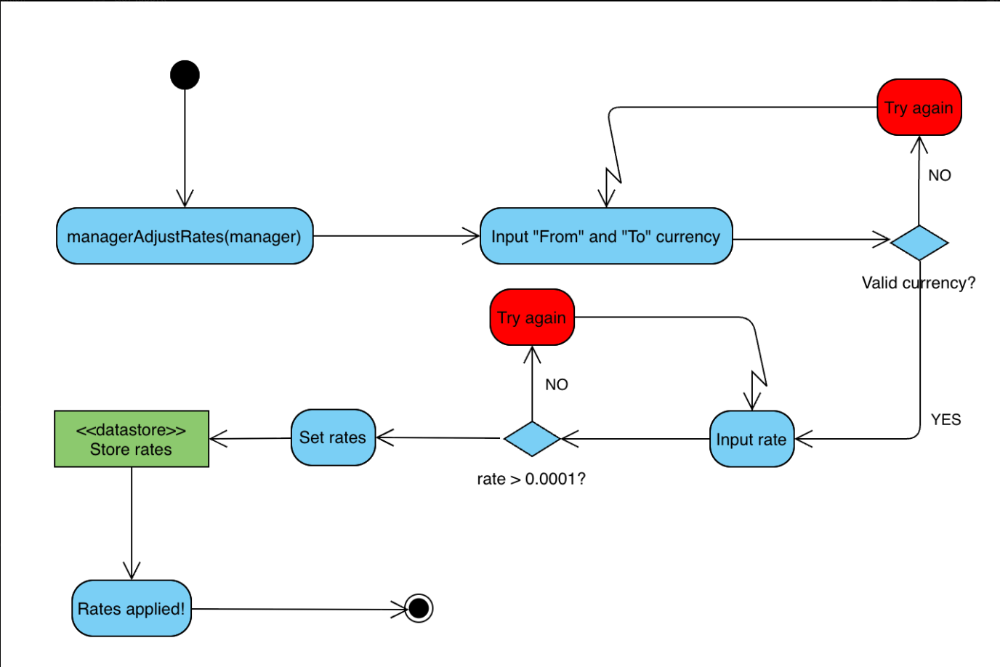 Try again
NO
managerAdjustRates(manager)
Input "From" and "To" currency
Valid currency?
Try again
NO
YES
<<datastore>>
Store rates
Set rates
Input rate
rate > 0.0001?
Rates applied!